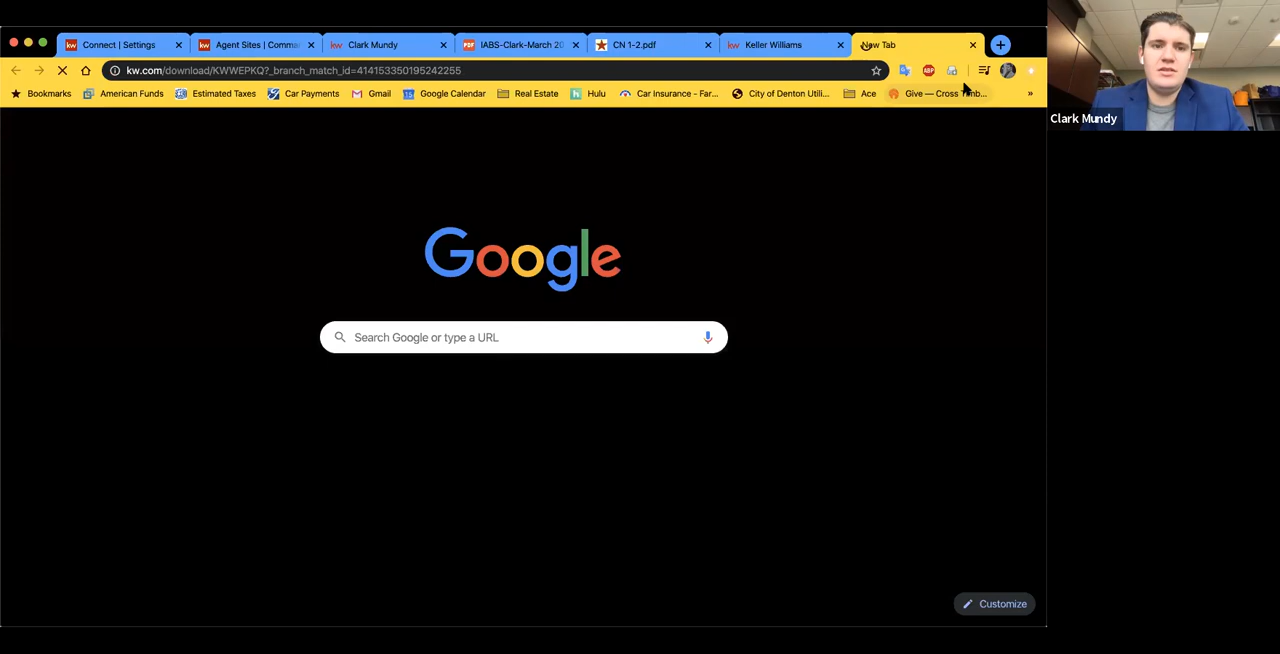 Connect | Settings
Agent Sites | Comma
Clark Mundy
IABS-Clark-March 20
CN 1-2.pdf
Keller Williams
New Tab
kw.com/download/KWWEPKQ?_branch_match_id=414153350195242255
Bookmarks
American Funds
Estimated Taxes
Car Payments
Gmail
Google Calendar
Real Estate
Hulu
Car Insurance - Far...
City of Denton Utili...
Ace
Give — Cross Timb...
»
Clark Mundy
Google
Search Google or type a URL
Customize